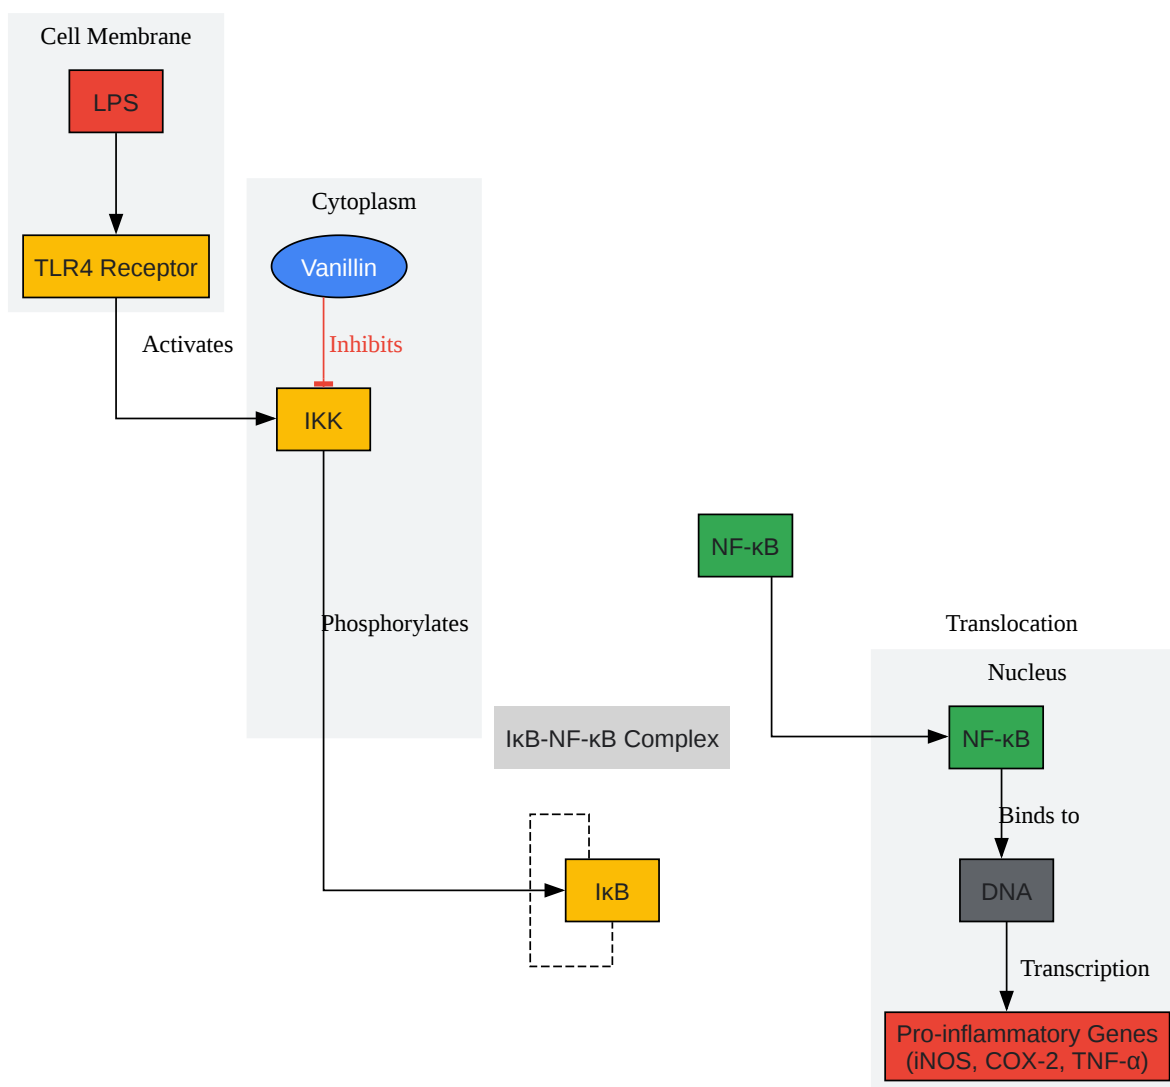 Cell Membrane
LPS
TLR4 Receptor
Activates
Cytoplasm
Vanillin
Inhibits
IKK
Phosphorylates
IκB-NF-κB Complex
IκB
NF-κB
Translocation
Nucleus
NF-κB
Binds to
DNA
Transcription
Pro-inflammatory Genes
(iNOS, COX-2, TNF-α)